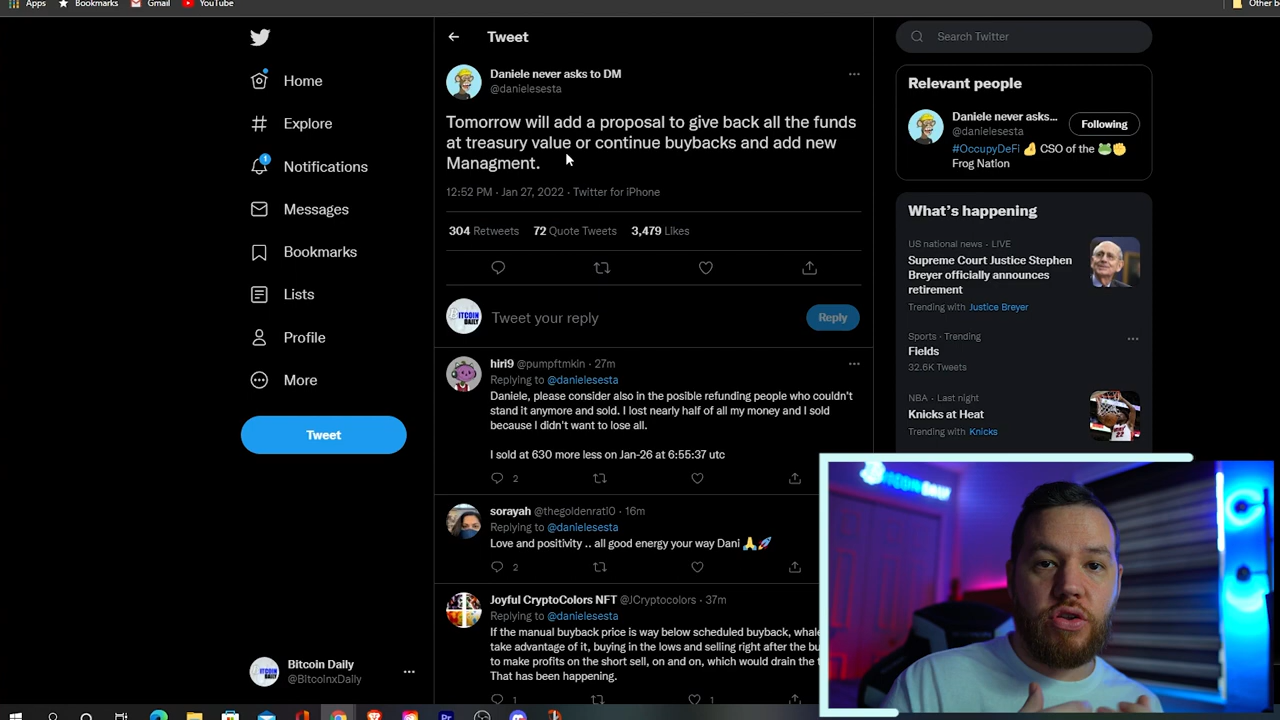 Apps
Bookmarks
Gmail
YouTube
Other b
Tweet
Search Twitter
Home
Explore
Notifications
1
Messages
Bookmarks
Lists
Profile
More
Tweet
Bitcoin Daily
@BItcoinxDaIly
Daniele never asks to DM
@danielesesta
Tomorrow will add a proposal to give back all the funds
at treasury value or continue buybacks and add new
Managment.
12:52 PM · Jan 27, 2022 · Twitter for iPhone
304 Retweets 72 Quote Tweets 3,479 Likes
BITCOIN
DAILY
Tweet your reply
Reply
hiri9 @pumpftmkin · 27m
Replying to @danielesesta
Daniele, please consider also in the posible refunding people who couldn't
stand it anymore and sold. I lost nearly half of all my money and I sold
because I didn't want to lose all.
I sold at 630 more less on Jan-26 at 6:55:37 utc
2
sorayah @thegoldenratI0 · 16m
Replying to @danielesesta
Love and positivity .. all good energy your way Dani 🙏🚀
2
Joyful CryptoColors NFT @JCryptocolors · 37m
Replying to @danielesesta
If the manual buyback price is way below scheduled buyback, whale
take advantage of it, buying in the lows and selling right after the bu
to make profits on the short sell, on and on, which would drain the t
That has been happening.
1
1
Relevant people
Daniele never asks...
@danielesesta
Following
#OccupyDeFi 🤌 CSO of the 🐸✊
Frog Nation
What's happening
US national news · LIVE
Supreme Court Justice Stephen
Breyer officially announces
retirement
Trending with Justice Breyer
Sports · Trending
Fields
32.6K Tweets
NBA · Last night
Knicks at Heat
Trending with Knicks
BITCOIN DAILY